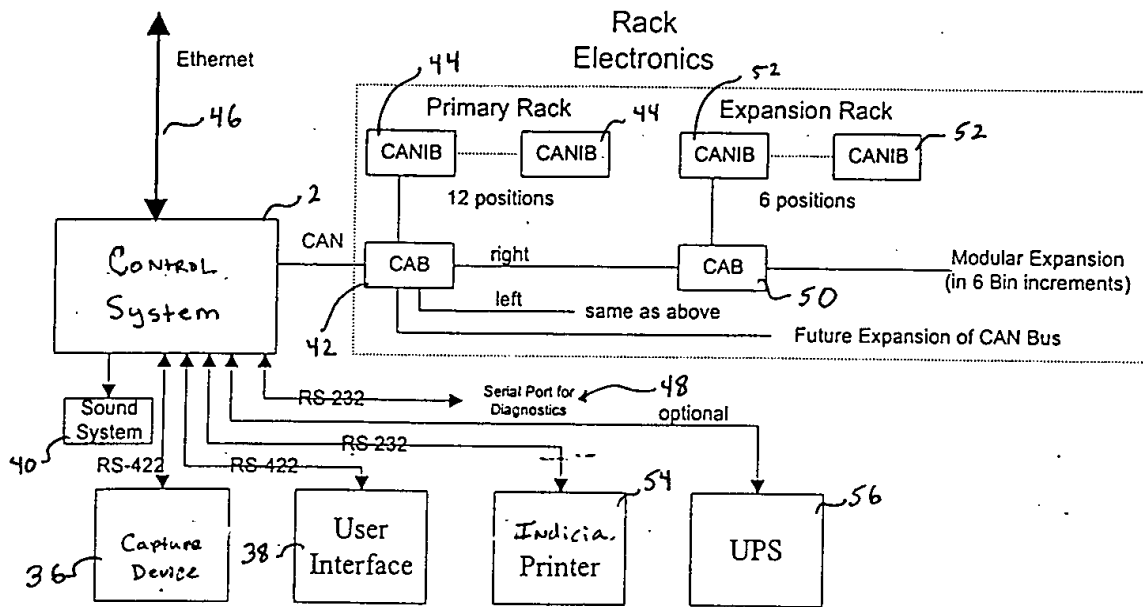 Rack
Electronics
Ethernet
46
44
Primary Rack
44
52
Expansion Rack
52
CANIB
CANIB
CANIB
CANIB
12 positions
6 positions
2
CAN
Control
System
CAB
right
CAB
Modular Expansion
(in 6 Bin increments)
42
left
same as above
50
Future Expansion of CAN Bus
RS-232
Serial Port for
Diagnostics
48
optional
Sound
System
40
RS-232
RS-422
RS-422
54
56
Capture
Device
36
User
Interface
38
Indicia
Printer
UPS